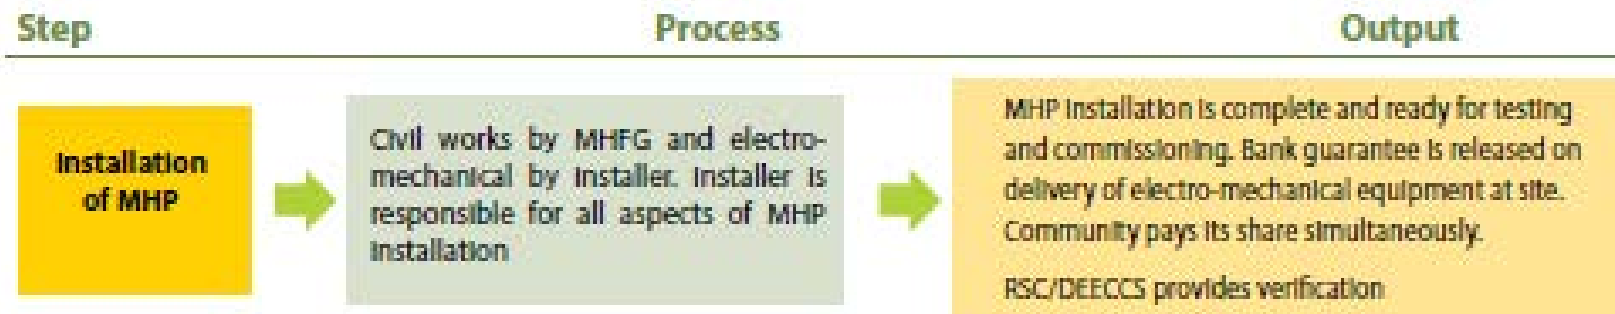 Step Process Output
Installation
of MHP
Civil works by MHFG and electro-
mechanical by Installer. Installer is
responsible for all aspects of MHP
Installation
MHP Installation is complete and ready for testing
and commissioning. Bank guarantee is released on
delivery of electro-mechanical equipment at site.
Community pays its share simultaneously.
RSC/DEECCS provides verification